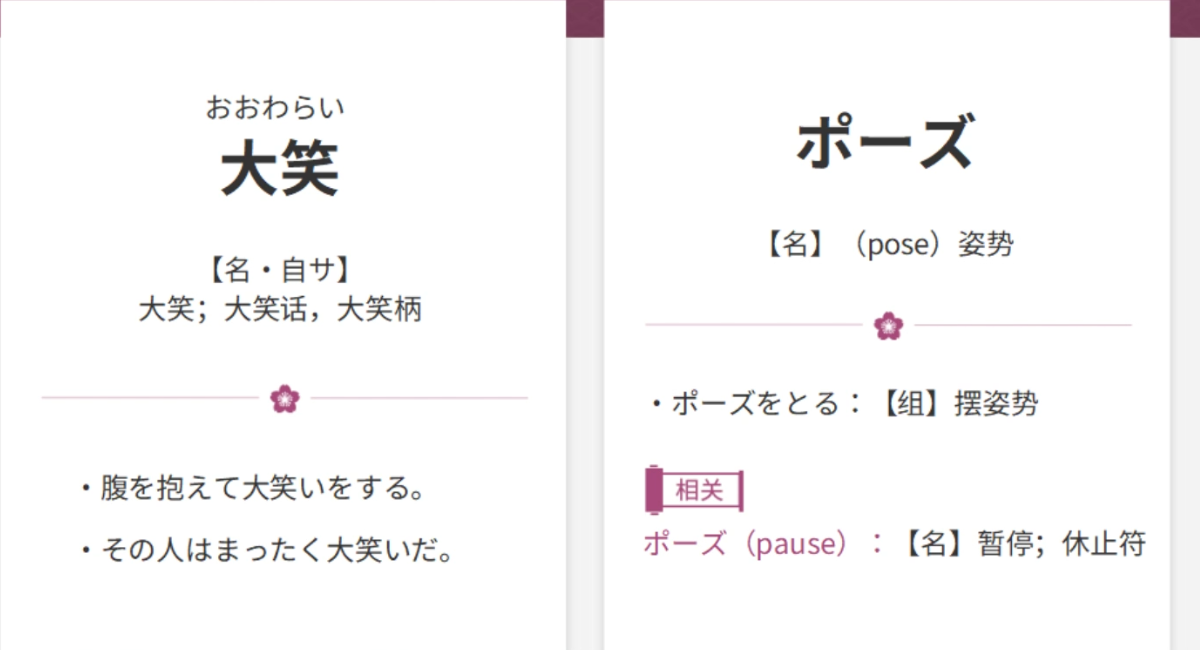 おおわらい
大笑
【名・自サ】
大笑；大笑话，大笑柄
・腹を抱えて大笑いをする。
・その人はまったく大笑いだ。
ポーズ
【名】（pose）姿势
・ポーズをとる：【组】摆姿势
相关
ポーズ（pause）：【名】暂停；休止符